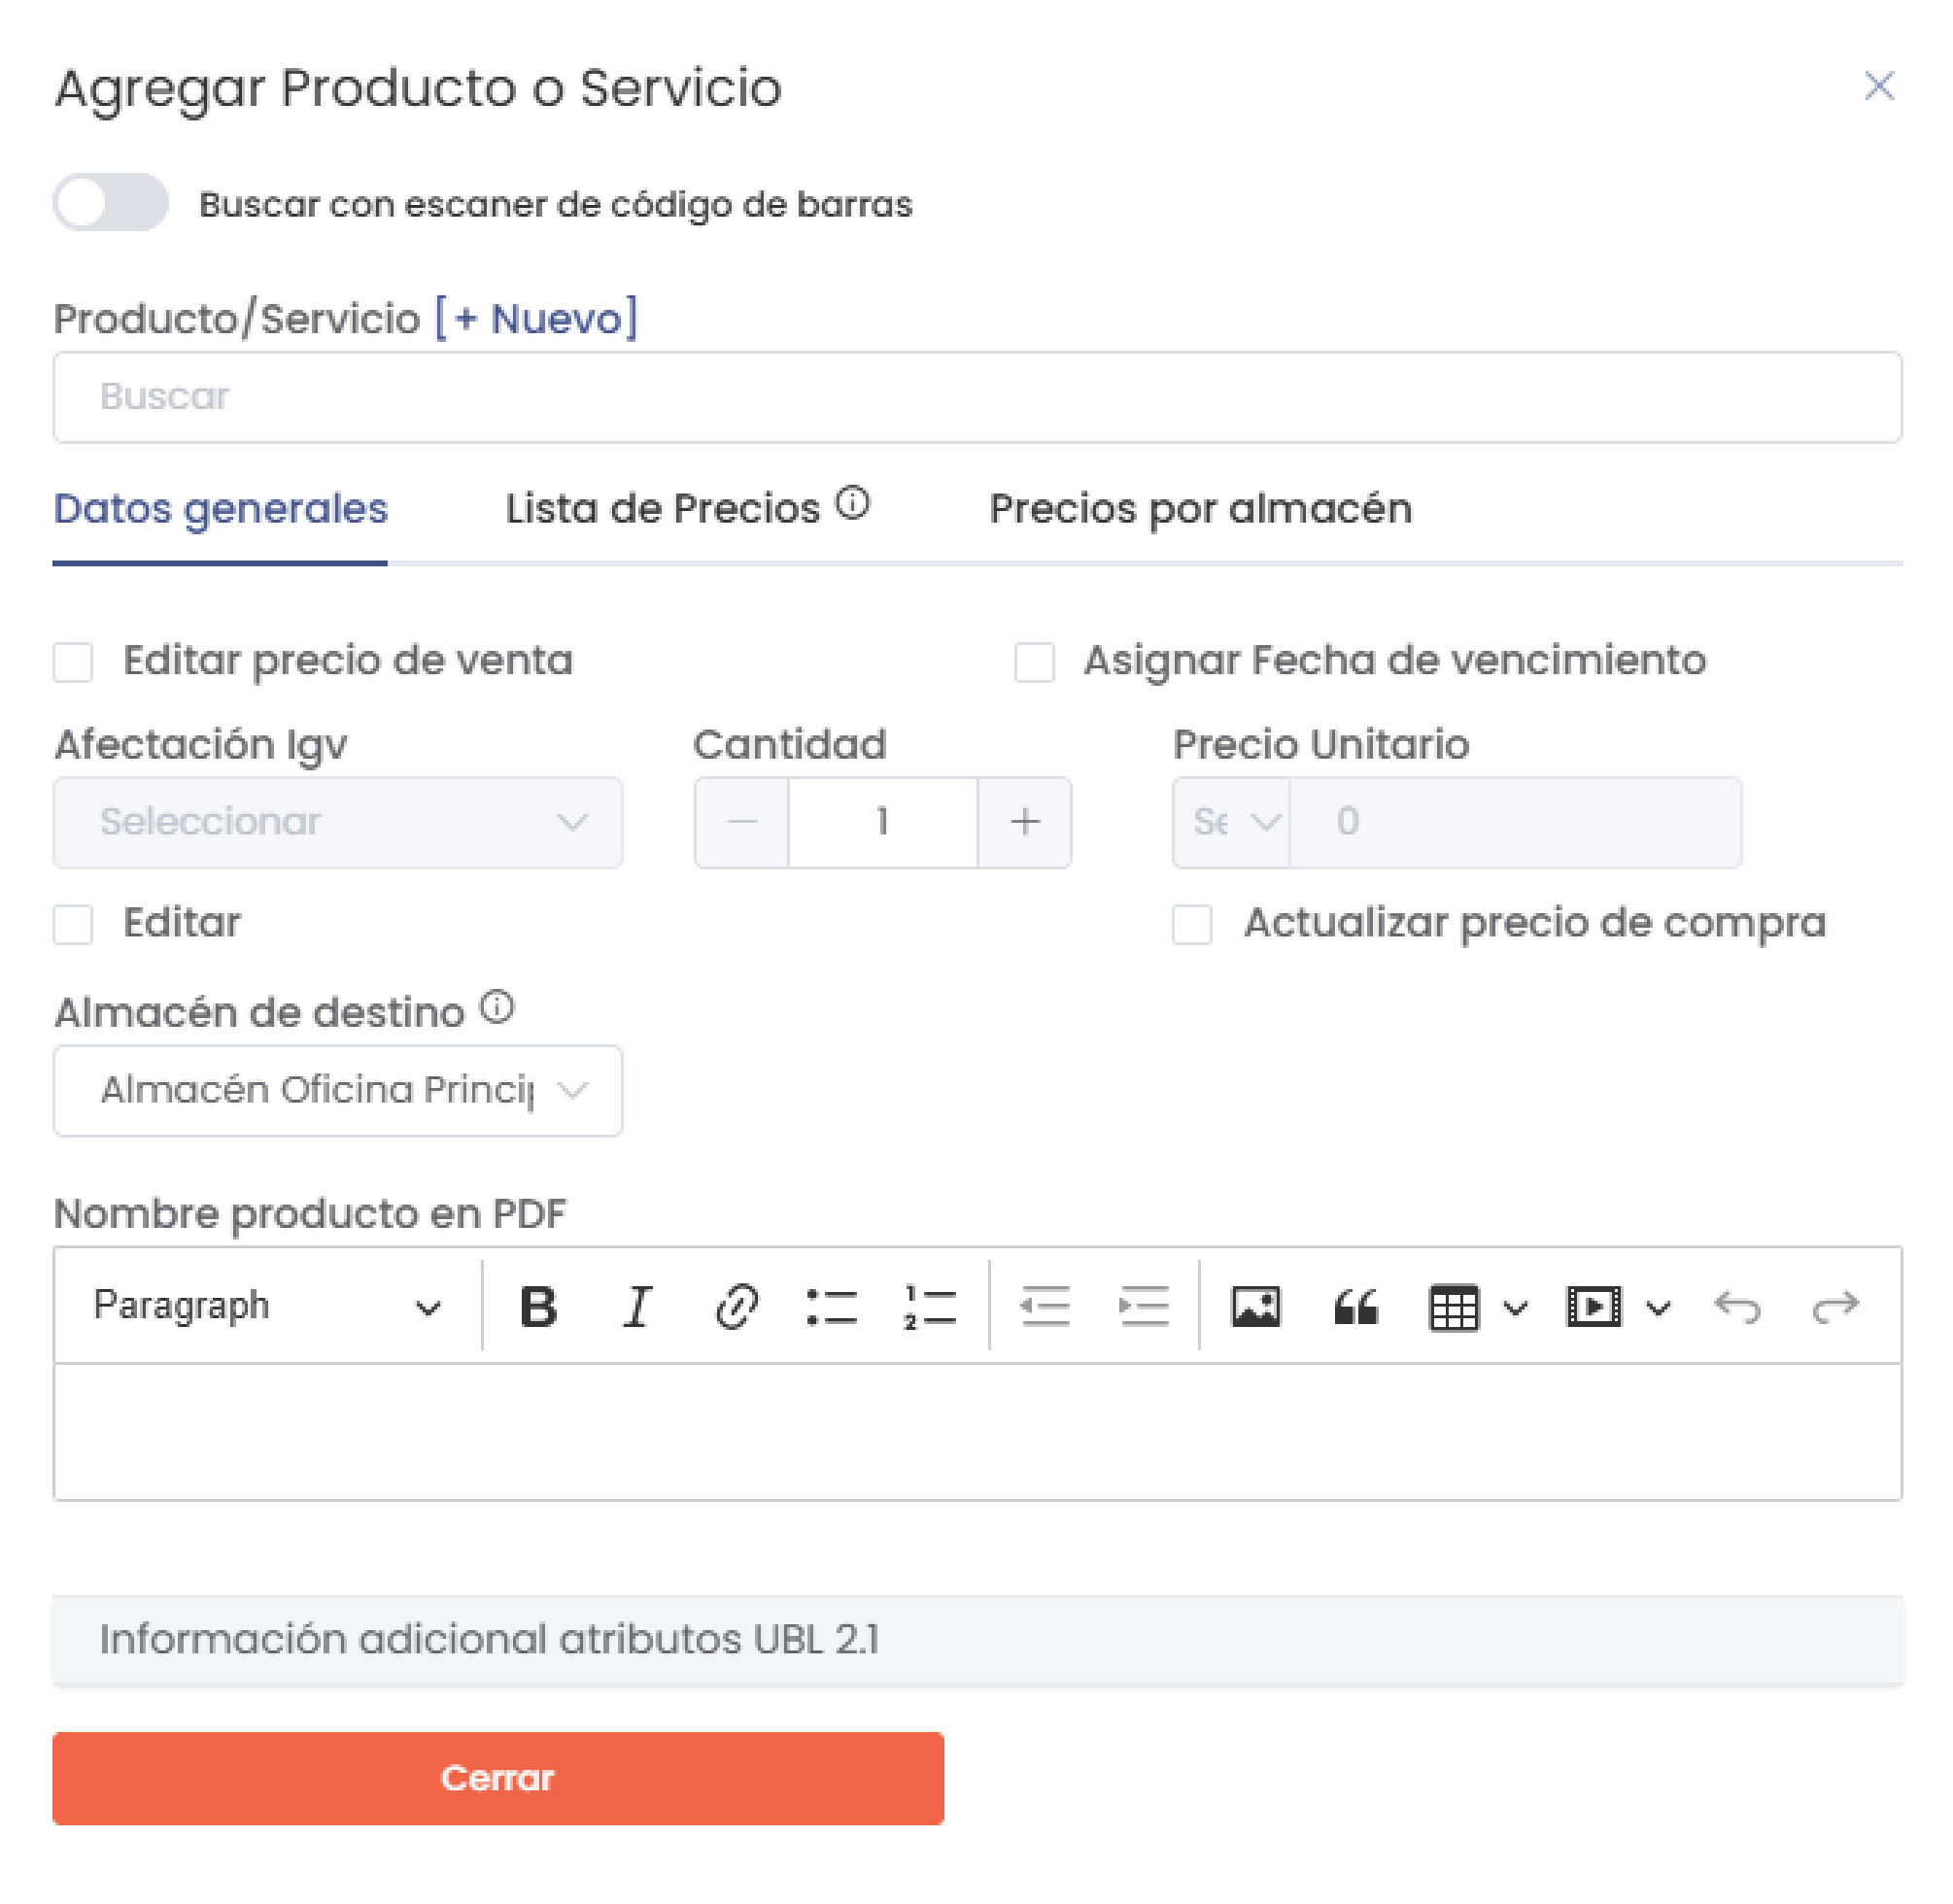 Agregar Producto o Servicio
Buscar con escaner de código de barras
Producto/Servicio [+ Nuevo]
Buscar
Datos generales Lista de Precios Precios por almacén
Editar precio de venta Asignar Fecha de vencimiento
Afectación Igv Cantidad Precio Unitario
Seleccionar 1 0
Editar Actualizar precio de compra
Almacén de destino
Almacén Oficina
Nombre producto en PDF
Paragraph
Información adicional atributos UBL 2.1
Cerrar